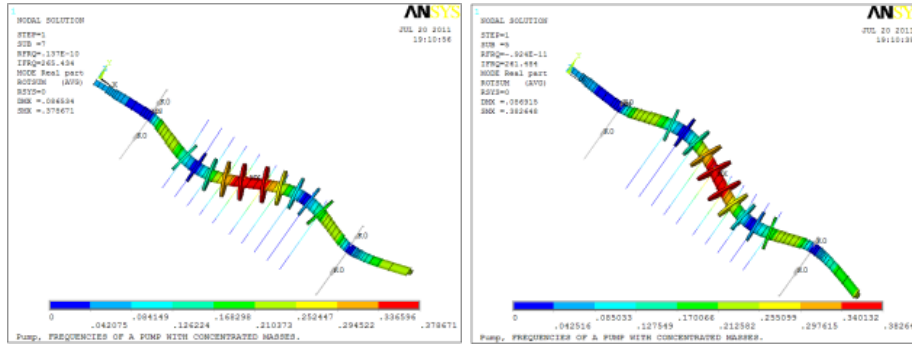 1
ANSYS
NODAL SOLUTION
JUL 20 2011
19:10:56
STEP=1
SUB =7
RFRQ=.137E-10
IFRQ=265.434
MODE Real part
ROTSUM (AVG)
RSYS=0
DMX =.086534
SMX =.378671
0
.042075
.084149
.126224
.168298
.210373
.252447
.294522
.336596
.378671
Pump, FREQUENCIES OF A PUMP WITH CONCENTRATED MASSES.
1
ANSYS
NODAL SOLUTION
JUL 20 2011
STEP=1
RFRQ=-.924E-11
IFRQ=261.484
MODE Real part
ROTSUM (AVG)
RSYS=0
DMX =.086915
SMX =.382648
0
.042516
.085033
.127549
.170066
.212582
.255099
.297615
.340132
Pump, FREQUENCIES OF A PUMP WITH CONCENTRATED MASSES.